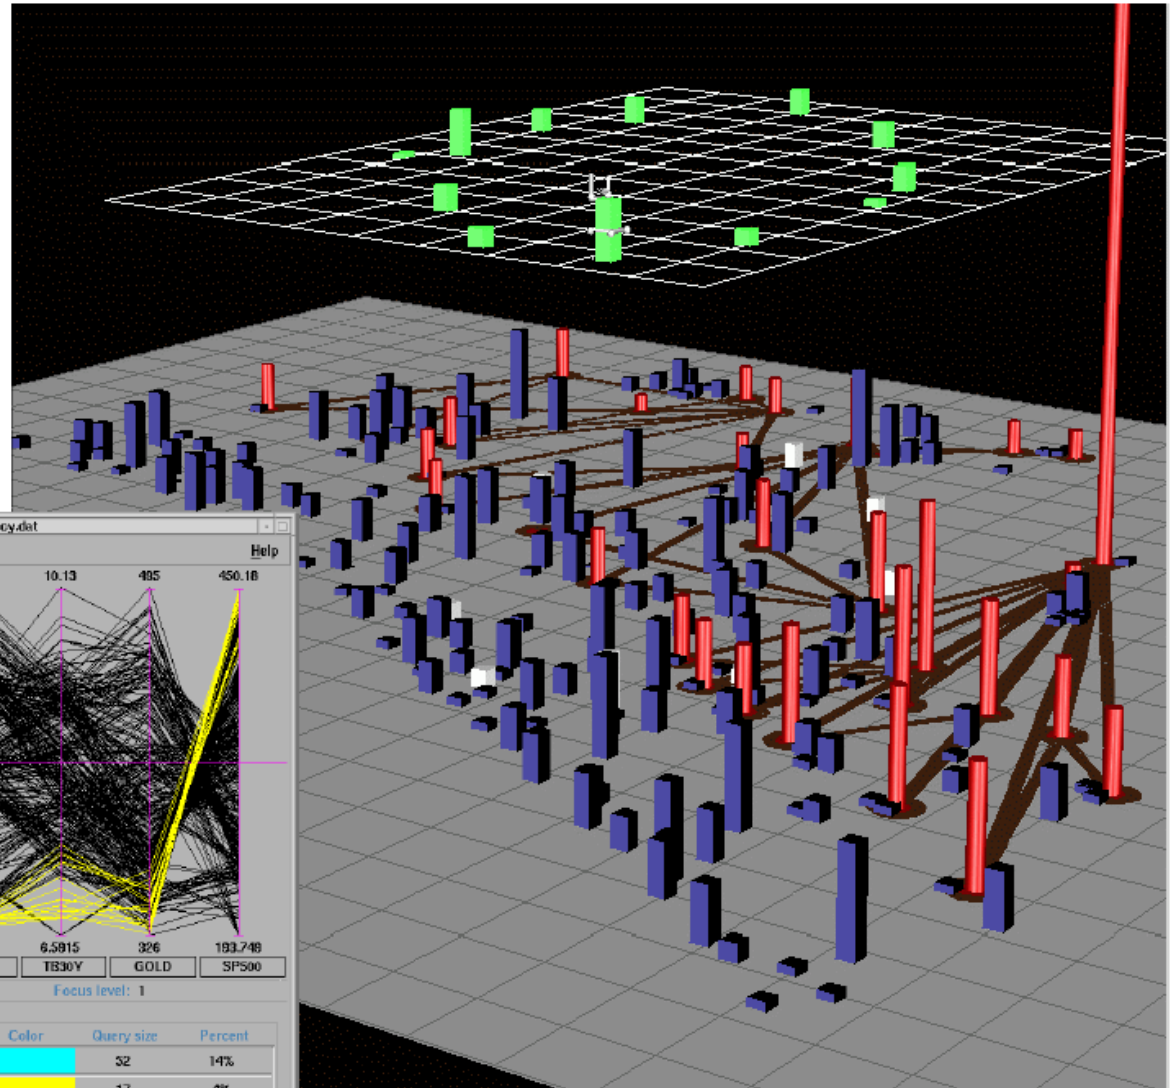 oy.dat
Help
10.13 485 450.18
6.5815 326 183.748
TB30Y GOLD SP500
Focus level: 1
Color Query size Percent
52 14%